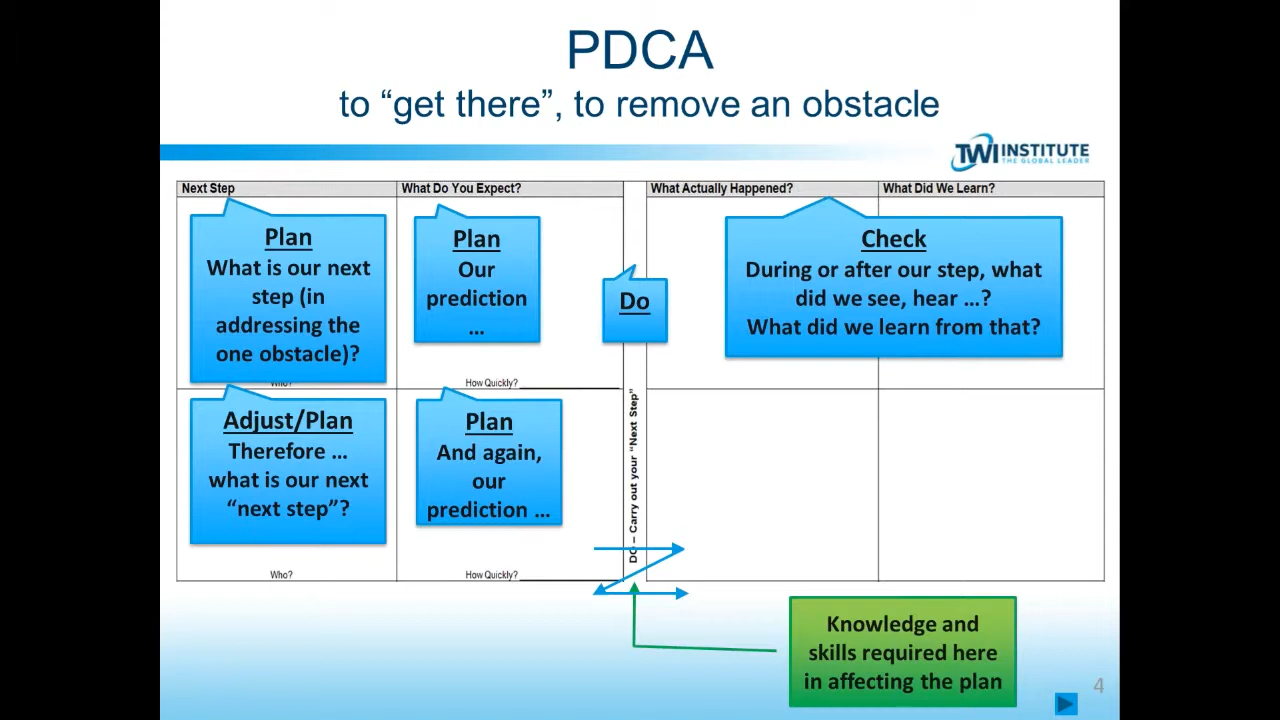 PDCA
to “get there”, to remove an obstacle
TWI INSTITUTE
THE GLOBAL LEADER
Next Step
What Do You Expect?
What Actually Happened?
What Did We Learn?
Plan
What is our next
step (in
addressing the
one obstacle)?
Plan
Our
prediction
…
Do
Check
During or after our step, what
did we see, hear …?
What did we learn from that?
Who?
How Quickly?
Adjust/Plan
Therefore …
what is our next
“next step”?
Plan
And again,
our
prediction …
DO – Carry out your “Next Step”
Who?
How Quickly?
Knowledge and
skills required here
in affecting the plan
4